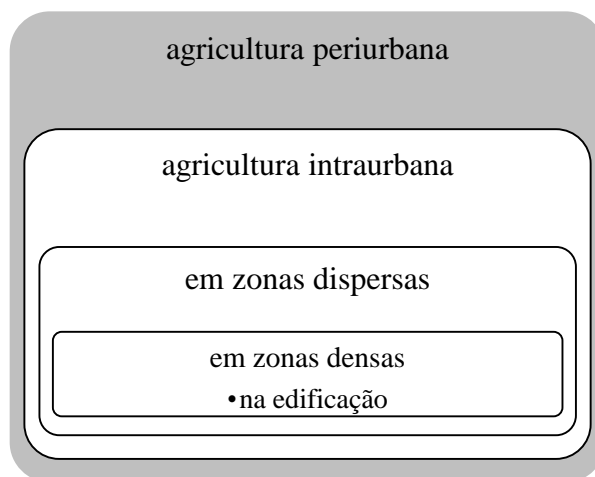 agricultura periurbana
agricultura intraurbana
em zonas dispersas
em zonas densas
•na edificação